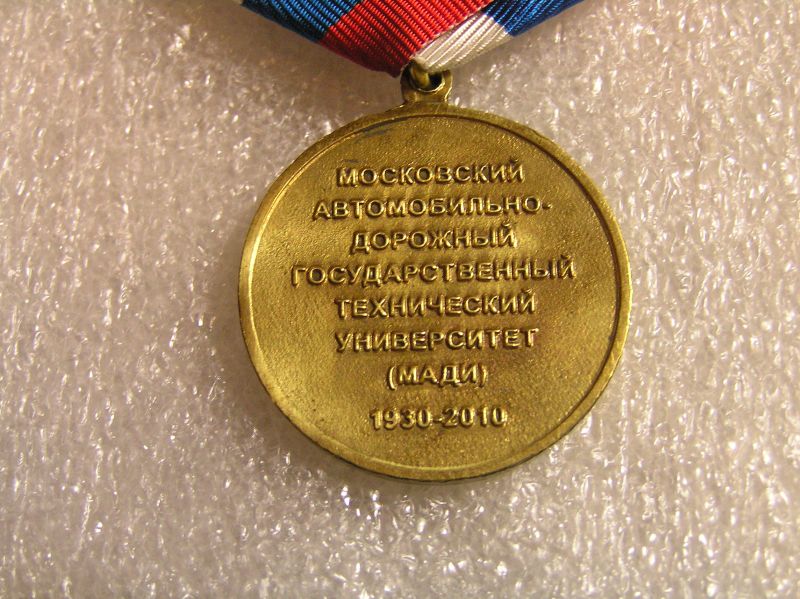 МОСКОВСКИЙ
АВТОМОБИЛЬНО-
ДОРОЖНЫЙ
ГОСУДАРСТВЕННЫЙ
ТЕХНИЧЕСКИЙ
УНИВЕРСИТЕТ
(МАДИ)
1930-2010